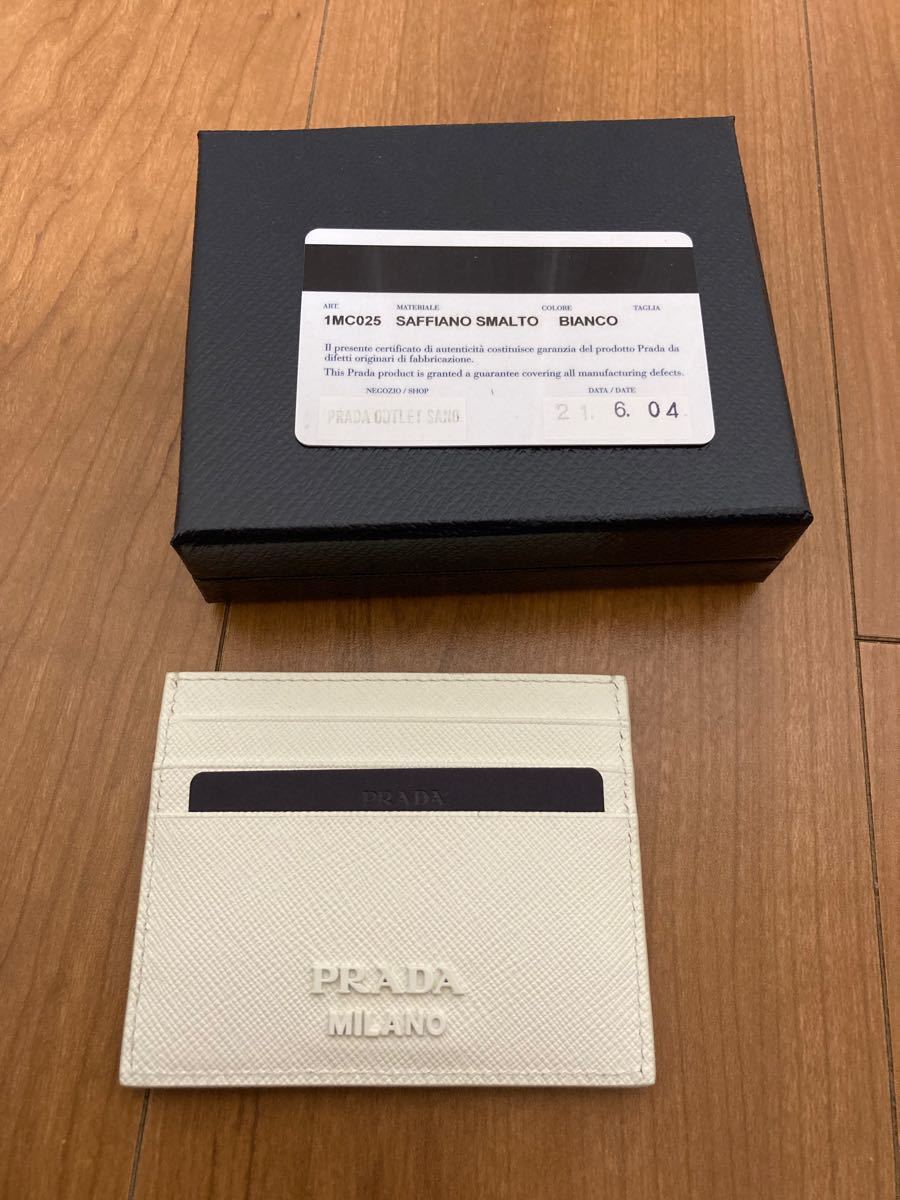 ART. MATERIALE COLORE TAGLIA
1MC025 SAFFIANO SMALTO BIANCO
Il presente certificato di autenticità costituisce garanzia del prodotto Prada da
difetti originari di fabbricazione.
This Prada product is granted a guarantee covering all manufacturing defects.
NEGOZIO / SHOP DATA / DATE
PRADA OUTLET SANO 21. 6. 04
PRADA
PRADA
MILANO